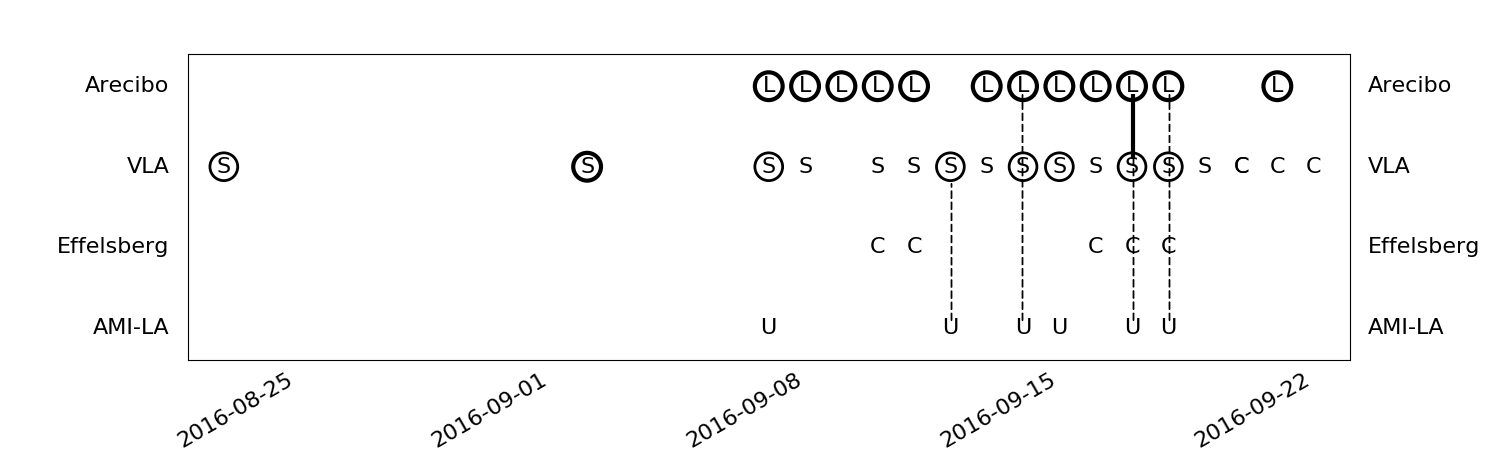 Arecibo L L L L L L L L L L L L Arecibo
VLA S S S S S S S S S S S S S S S C C C VLA
Effelsberg C C C C C Effelsberg
AMI-LA U U U U U U AMI-LA
2016-08-25 2016-09-01 2016-09-08 2016-09-15 2016-09-22